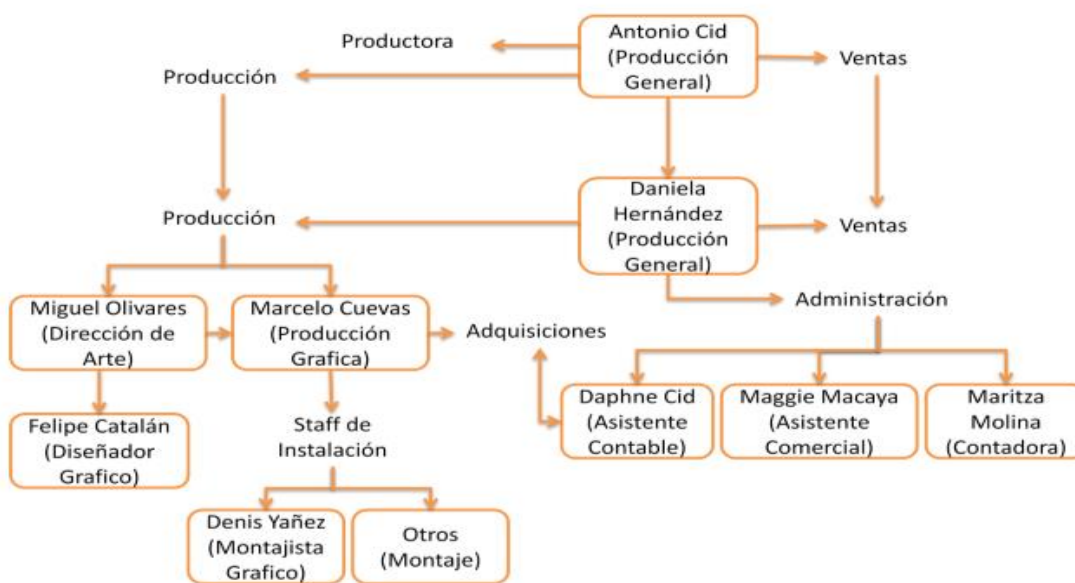 Productora
Antonio Cid
(Producción
General)
Ventas
Producción
Daniela
Hernández
(Producción
General)
Producción
Ventas
Administración
Miguel Olivares
(Dirección de
Arte)
Marcelo Cuevas
(Producción
Grafica)
Adquisiciones
Daphne Cid
(Asistente
Contable)
Maggie Macaya
(Asistente
Comercial)
Maritza
Molina
(Contadora)
Felipe Catalán
(Diseñador
Grafico)
Staff de
Instalación
Denis Yañez
(Montajista
Grafico)
Otros
(Montaje)